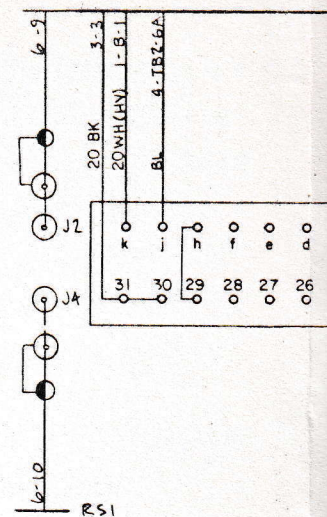 6-9
3-3
20 BK
1-B-1
20WH(HY)
4-TB2-6A
BL
J2
k j h f e d
31 30 29 28 27 26
J4
6-10
RS1